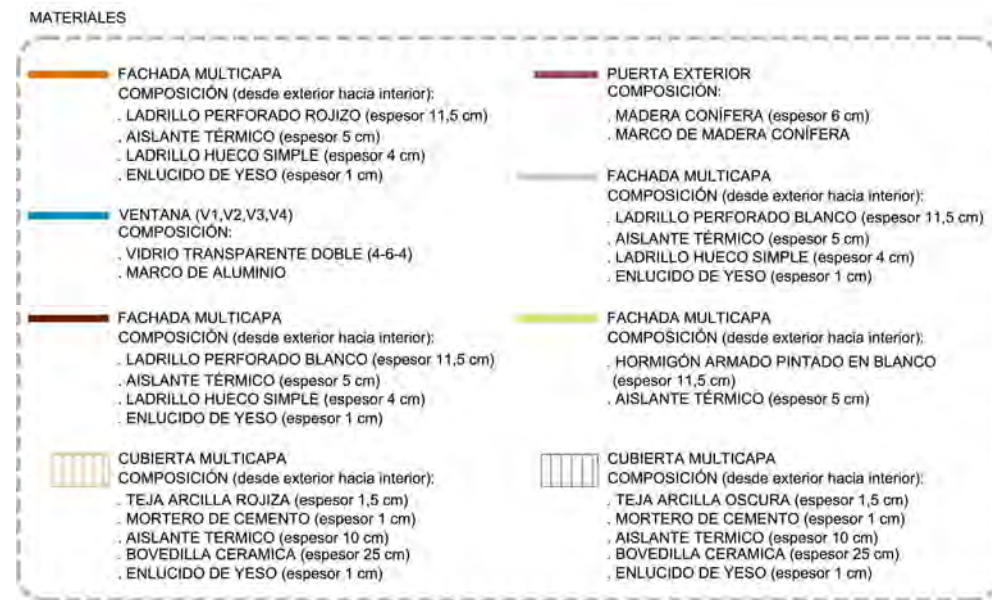 MATERIALES
FACHADA MULTICAPA
COMPOSICIÓN (desde exterior hacia interior):
. LADRILLO PERFORADO ROJIZO (espesor 11,5 cm)
. AISLANTE TÉRMICO (espesor 5 cm)
. LADRILLO HUECO SIMPLE (espesor 4 cm)
. ENLUCIDO DE YESO (espesor 1 cm)
VENTANA (V1,V2,V3,V4)
COMPOSICIÓN:
. VIDRIO TRANSPARENTE DOBLE (4-6-4)
. MARCO DE ALUMINIO
FACHADA MULTICAPA
COMPOSICIÓN (desde exterior hacia interior):
. LADRILLO PERFORADO BLANCO (espesor 11,5 cm)
. AISLANTE TÉRMICO (espesor 5 cm)
. LADRILLO HUECO SIMPLE (espesor 4 cm)
. ENLUCIDO DE YESO (espesor 1 cm)
CUBIERTA MULTICAPA
COMPOSICIÓN (desde exterior hacia interior):
. TEJA ARCILLA ROJIZA (espesor 1,5 cm)
. MORTERO DE CEMENTO (espesor 1 cm)
. AISLANTE TERMICO (espesor 10 cm)
. BOVEDILLA CERAMICA (espesor 25 cm)
. ENLUCIDO DE YESO (espesor 1 cm)
PUERTA EXTERIOR
COMPOSICIÓN:
. MADERA CONÍFERA (espesor 6 cm)
. MARCO DE MADERA CONÍFERA
FACHADA MULTICAPA
COMPOSICIÓN (desde exterior hacia interior):
. LADRILLO PERFORADO BLANCO (espesor 11,5 cm)
. AISLANTE TÉRMICO (espesor 5 cm)
. LADRILLO HUECO SIMPLE (espesor 4 cm)
. ENLUCIDO DE YESO (espesor 1 cm)
FACHADA MULTICAPA
COMPOSICIÓN (desde exterior hacia interior):
. HORMIGÓN ARMADO PINTADO EN BLANCO
(espesor 11,5 cm)
. AISLANTE TÉRMICO (espesor 5 cm)
CUBIERTA MULTICAPA
COMPOSICIÓN (desde exterior hacia interior):
. TEJA ARCILLA OSCURA (espesor 1,5 cm)
. MORTERO DE CEMENTO (espesor 1 cm)
. AISLANTE TERMICO (espesor 10 cm)
. BOVEDILLA CERAMICA (espesor 25 cm)
. ENLUCIDO DE YESO (espesor 1 cm)